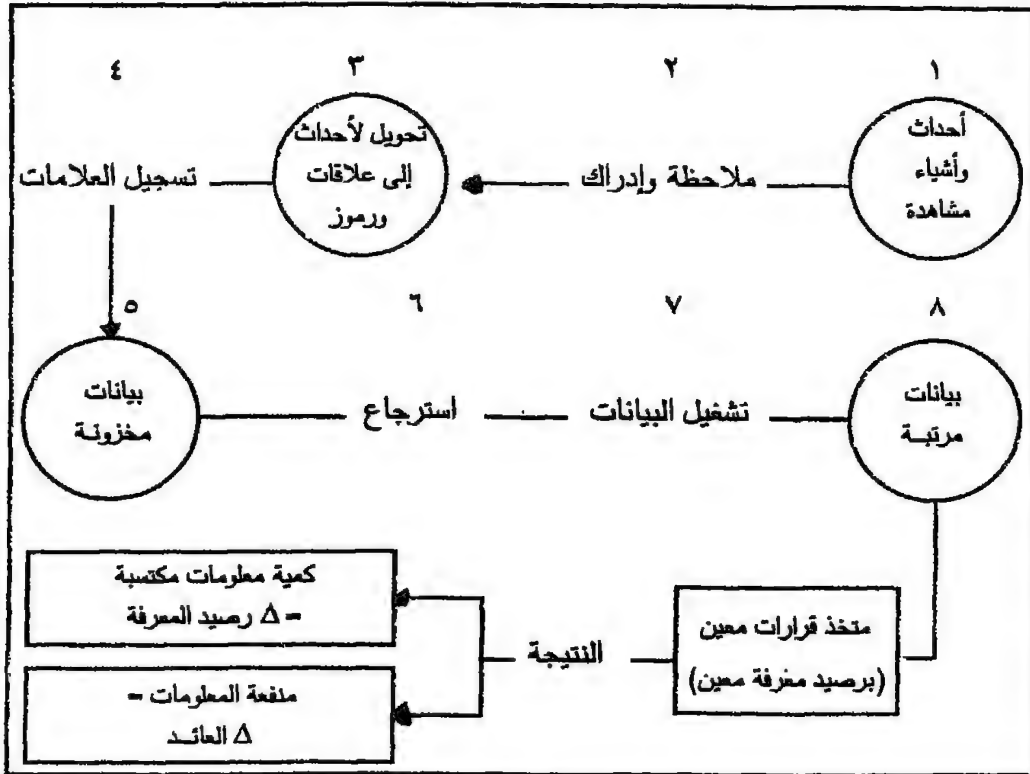 ١
٢
٣
٤
أحداث
وأشياء
مشاهدة
ملاحظة وإدراك
تحويل لأحداث
إلى علاقات
ورموز
تسجيل العلامات
٥
٦
٧
٨
بيانات
مخزونة
استرجاع
تشغيل البيانات
بيانات
مرتبة
متخذ قرارات معين
(برصيد معرفة معين)
النتيجة
كمية معلومات مكتسبة
= Δ رصيد المعرفة
منفعة المعلومات =
Δ العائد